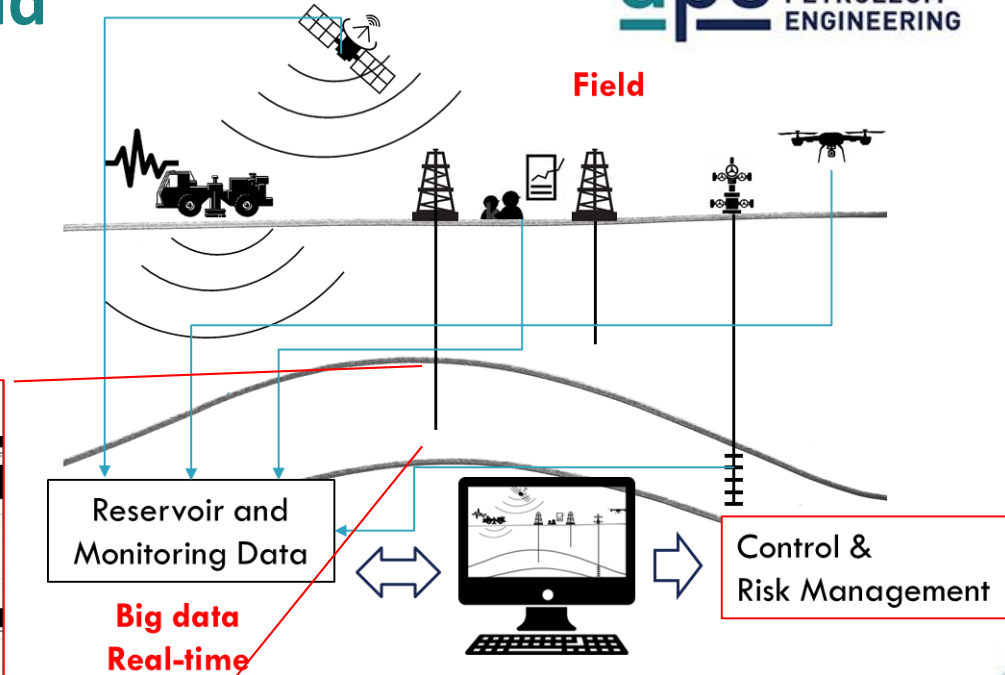 ENGINEERING
Field
Reservoir and
Monitoring Data
Big data
Real-time
Control &
Risk Management